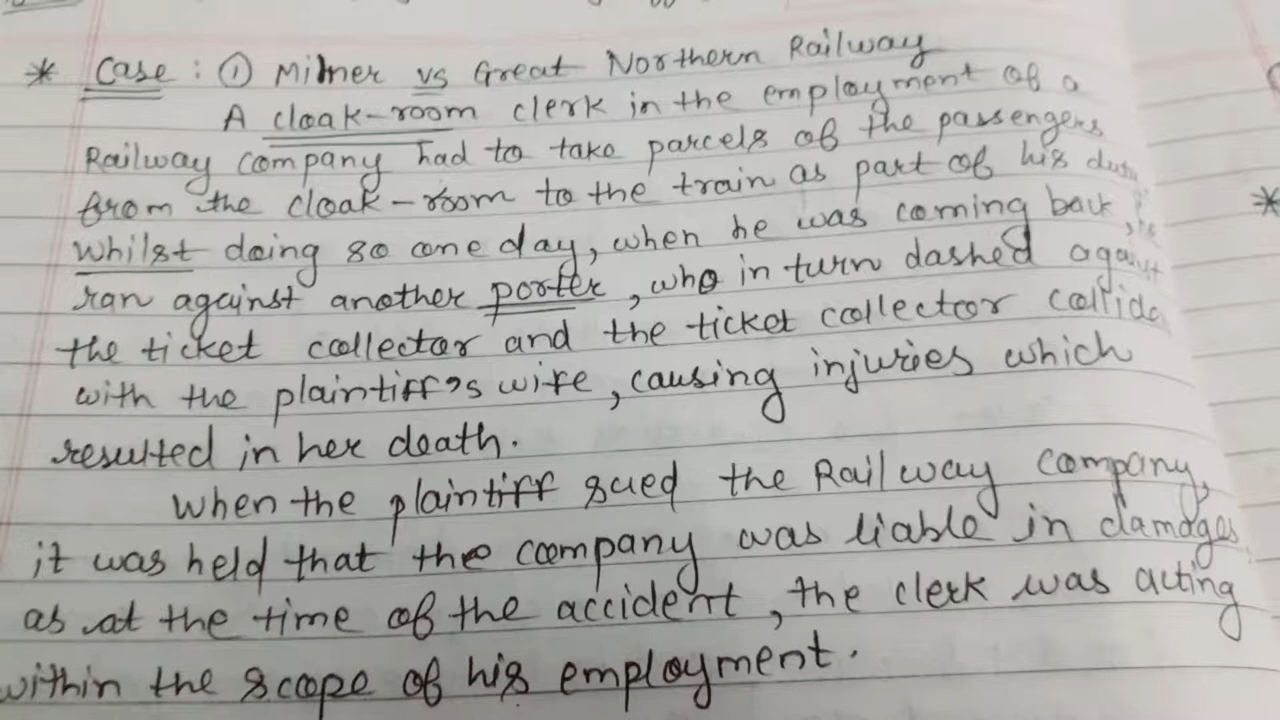 * Case : ① Milner vs Great Northern Railway
A cloak-room clerk in the employment of a
Railway company had to take parcels of the passengers
from the cloak-room to the train as part of his duty
Whilst doing so one day, when he was coming back, he
ran against another porter, who in turn dashed against
the ticket collector and the ticket collector collide
with the plaintiff's wife, causing injuries which
resulted in her death.
When the plaintiff sued the Railway company,
it was held that the company was liable in damages
as at the time of the accident, the clerk was acting
within the scope of his employment.
*